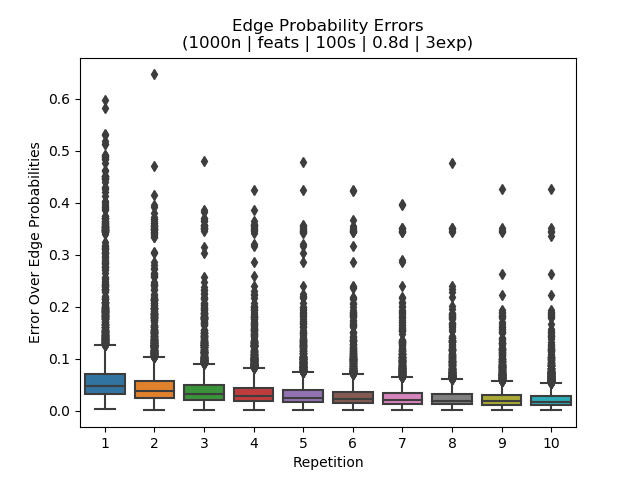 Edge Probability Errors
(1000n | feats | 100s | 0.8d | 3exp)
Error Over Edge Probabilities
0.6
0.5
0.4
0.3
0.2
0.1
0.0
1 2 3 4 5 6 7 8 9 10
Repetition